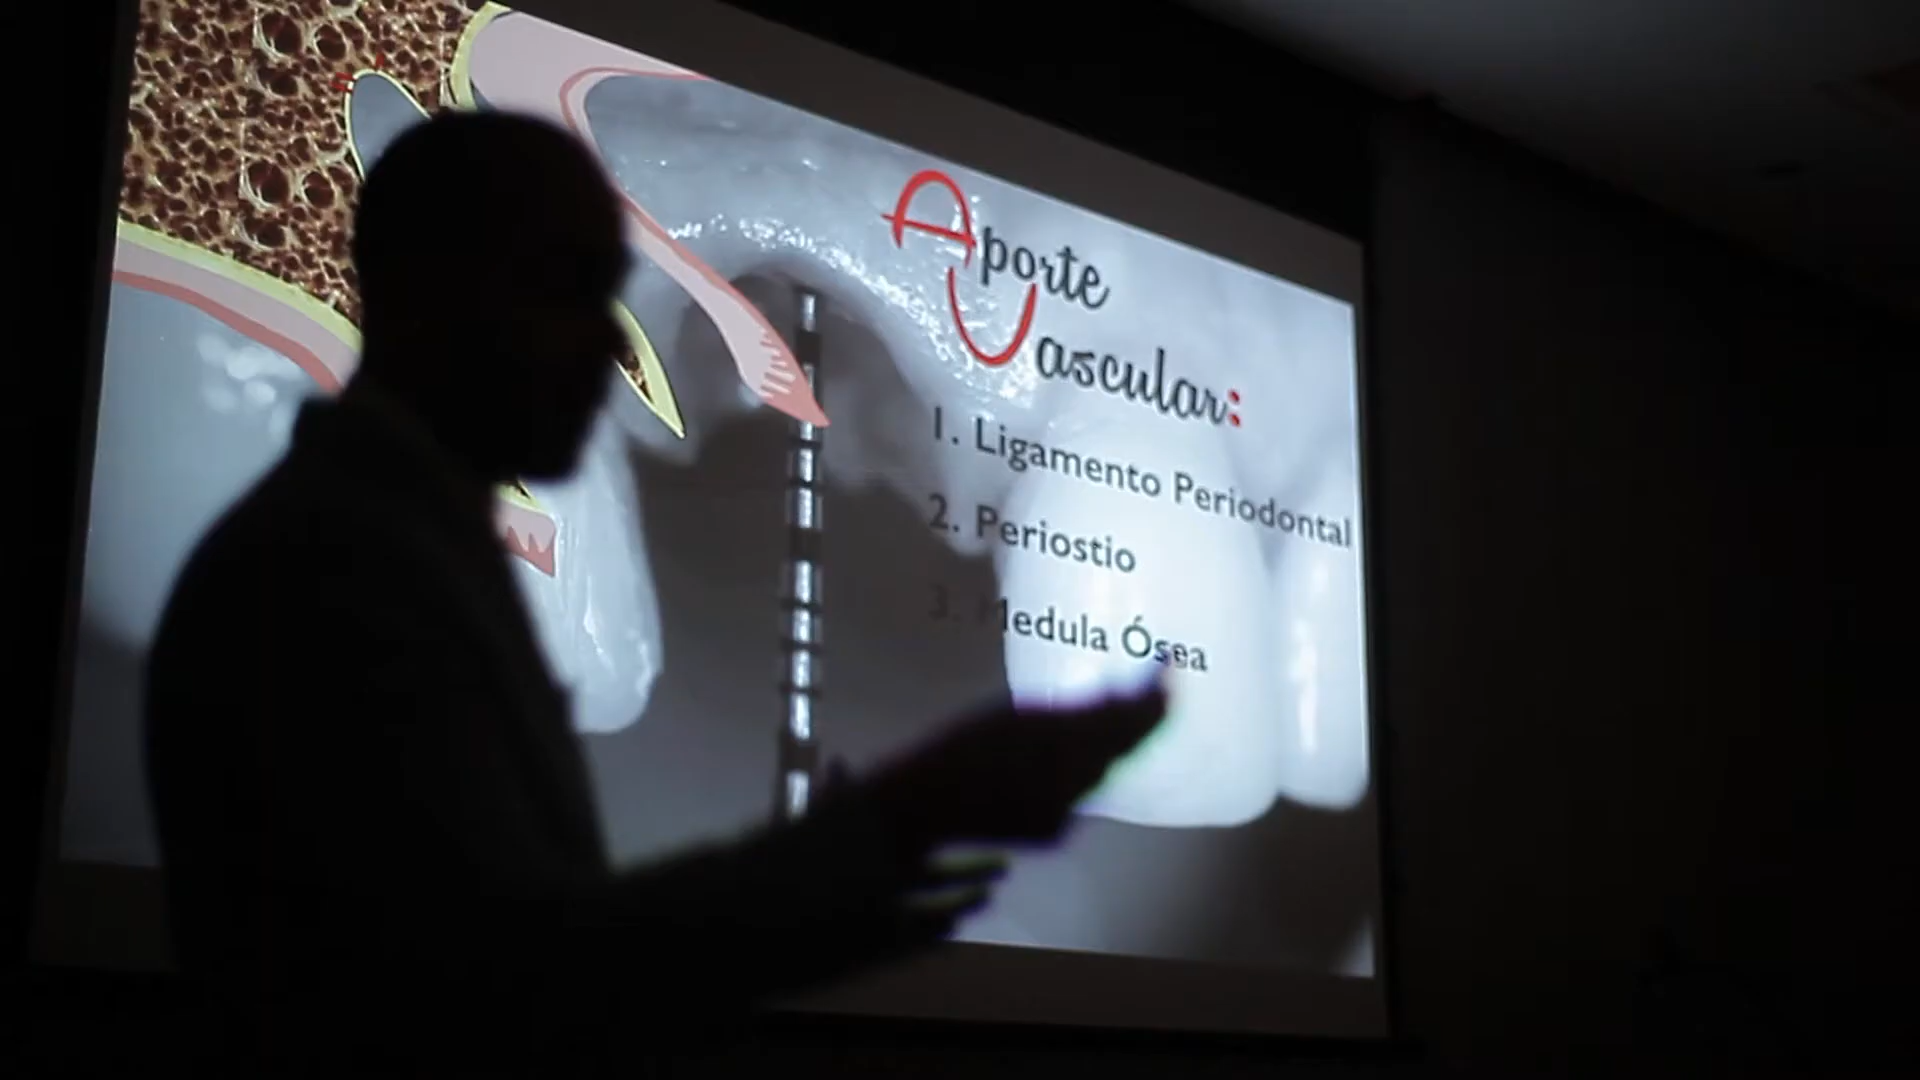 Aporte
Vascular:
1. Ligamento Periodontal
2. Periostio
3. Medula Ósea